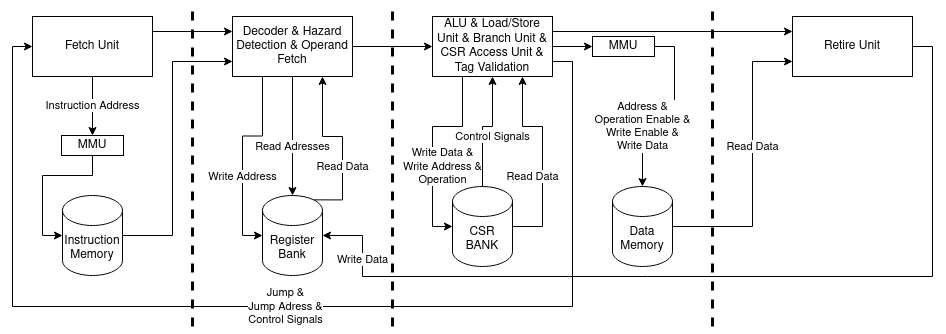 Fetch Unit
Decoder & Hazard
Detection & Operand
Fetch
ALU & Load/Store
Unit & Branch Unit &
CSR Access Unit &
Tag Validation
MMU
Retire Unit
Instruction Address
MMU
Instruction
Memory
Read Adresses
Write Address
Read Data
Register
Bank
Write Data
Control Signals
Write Data &
Write Address &
Operation
Read Data
CSR
BANK
Address &
Operation Enable &
Write Enable &
Write Data
Read Data
Data
Memory
Jump &
Jump Adress &
Control Signals